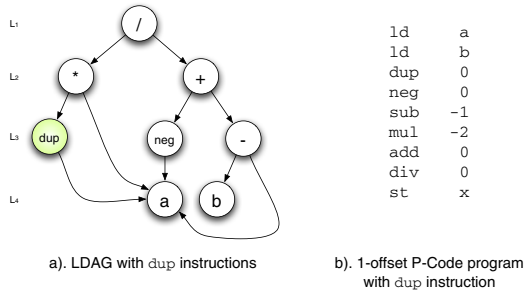 L1
/
L2
*
+
L3
dup
neg
-
L4
a
b
a). LDAG with dup instructions
ld a
ld b
dup 0
neg 0
sub -1
mul -2
add 0
div 0
st x
b). 1-offset P-Code program
with dup instruction